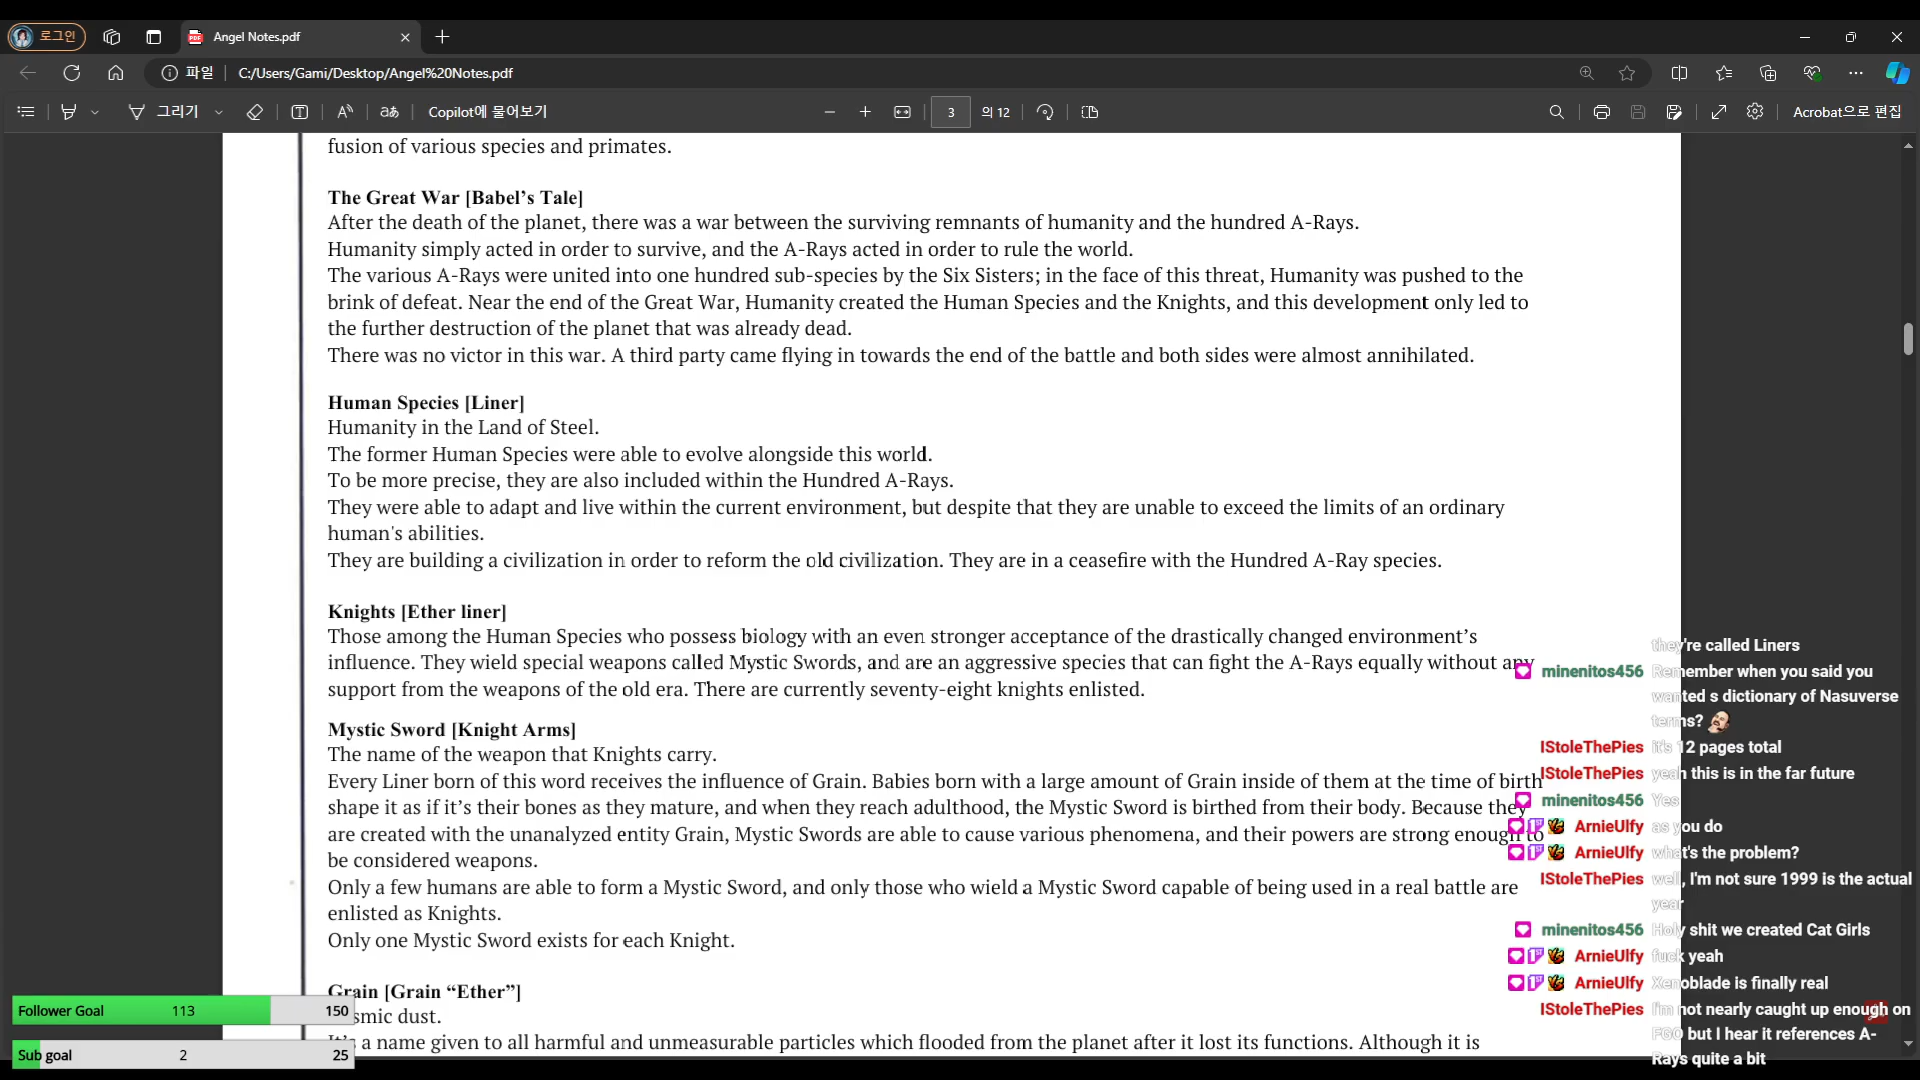 로그인
Angel Notes.pdf
파일
C:/Users/Gami/Desktop/Angel%20Notes.pdf
그리기
aあ
Copilot에 물어보기
3
의 12
Acrobat으로 편집
fusion of various species and primates.
The Great War [Babel’s Tale]
After the death of the planet, there was a war between the surviving remnants of humanity and the hundred A-Rays.
Humanity simply acted in order to survive, and the A-Rays acted in order to rule the world.
The various A-Rays were united into one hundred sub-species by the Six Sisters; in the face of this threat, Humanity was pushed to the
brink of defeat. Near the end of the Great War, Humanity created the Human Species and the Knights, and this development only led to
the further destruction of the planet that was already dead.
There was no victor in this war. A third party came flying in towards the end of the battle and both sides were almost annihilated.
Human Species [Liner]
Humanity in the Land of Steel.
The former Human Species were able to evolve alongside this world.
To be more precise, they are also included within the Hundred A-Rays.
They were able to adapt and live within the current environment, but despite that they are unable to exceed the limits of an ordinary
human's abilities.
They are building a civilization in order to reform the old civilization. They are in a ceasefire with the Hundred A-Ray species.
Knights [Ether liner]
Those among the Human Species who possess biology with an even stronger acceptance of the drastically changed environment’s
influence. They wield special weapons called Mystic Swords, and are an aggressive species that can fight the A-Rays equally without any
support from the weapons of the old era. There are currently seventy-eight knights enlisted.
Mystic Sword [Knight Arms]
The name of the weapon that Knights carry.
Every Liner born of this word receives the influence of Grain. Babies born with a large amount of Grain inside of them at the time of birth
shape it as if it’s their bones as they mature, and when they reach adulthood, the Mystic Sword is birthed from their body. Because they
are created with the unanalyzed entity Grain, Mystic Swords are able to cause various phenomena, and their powers are strong enough to
be considered weapons.
Only a few humans are able to form a Mystic Sword, and only those who wield a Mystic Sword capable of being used in a real battle are
enlisted as Knights.
Only one Mystic Sword exists for each Knight.
Grain [Grain “Ether”]
smic dust.
It’s a name given to all harmful and unmeasurable particles which flooded from the planet after it lost its functions. Although it is
Follower Goal 113 150
Sub goal 2 25
they're called Liners
minenitos456 Remember when you said you
wanted s dictionary of Nasuverse
terms?
IStoleThePies it's 12 pages total
IStoleThePies yeah this is in the far future
minenitos456 Yes
ArnieUlfy as you do
ArnieUlfy what's the problem?
IStoleThePies well, I'm not sure 1999 is the actual
year
minenitos456 Holy shit we created Cat Girls
ArnieUlfy fuck yeah
ArnieUlfy Xenoblade is finally real
IStoleThePies I'm not nearly caught up enough on
FGO but I hear it references A-
Rays quite a bit